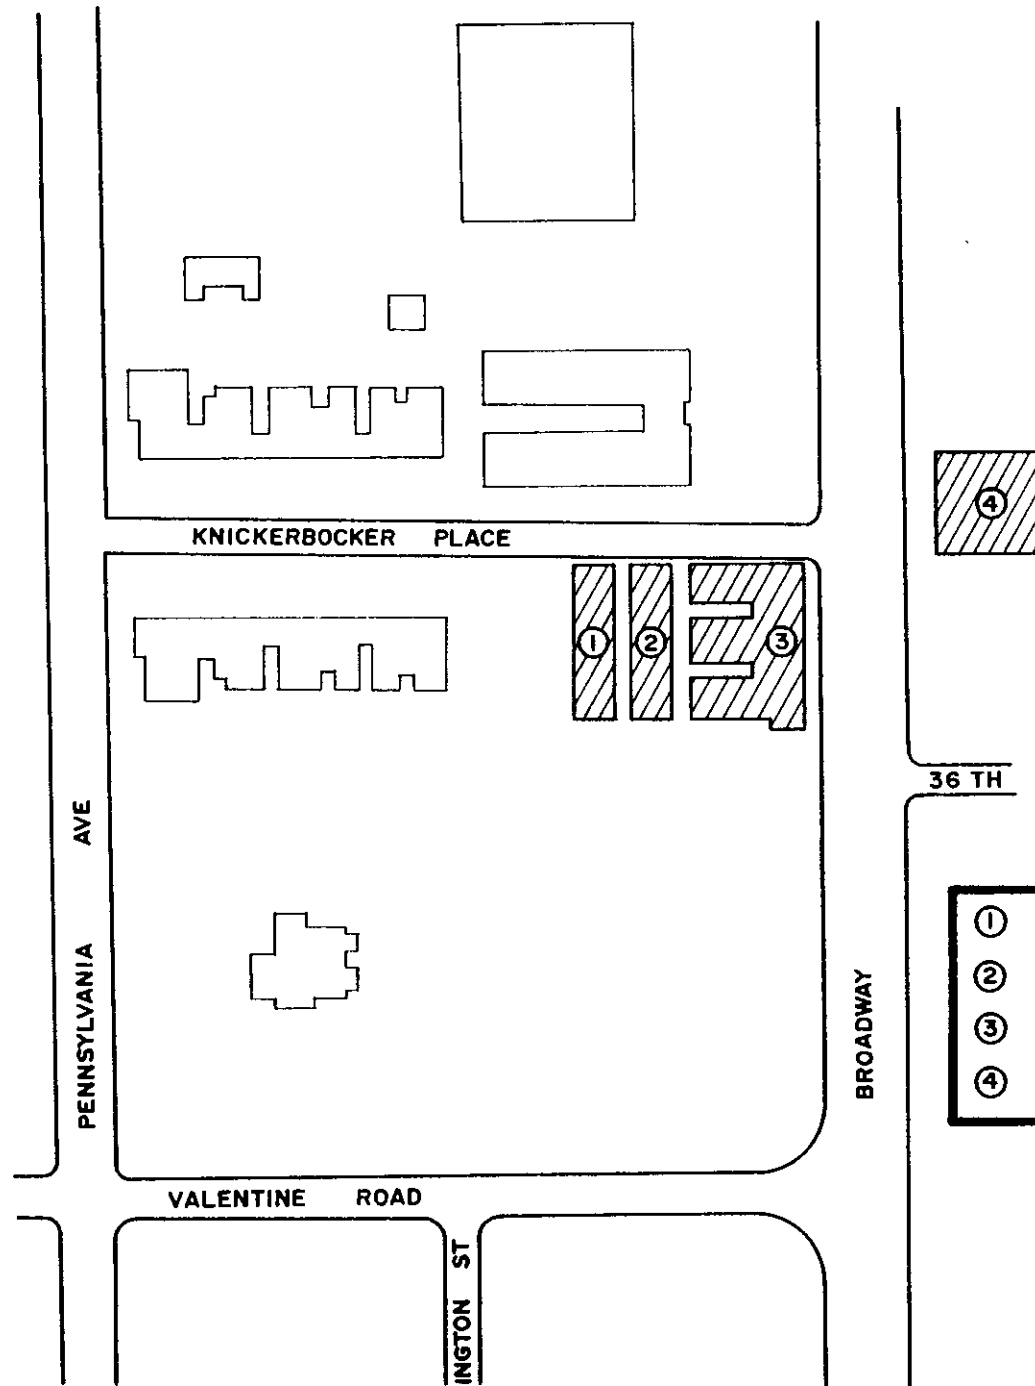 ④
KNICKERBOCKER PLACE
①
②
③
36 TH
PENNSYLVANIA AVE
①
②
③
④
BROADWAY
VALENTINE ROAD
INGTON ST